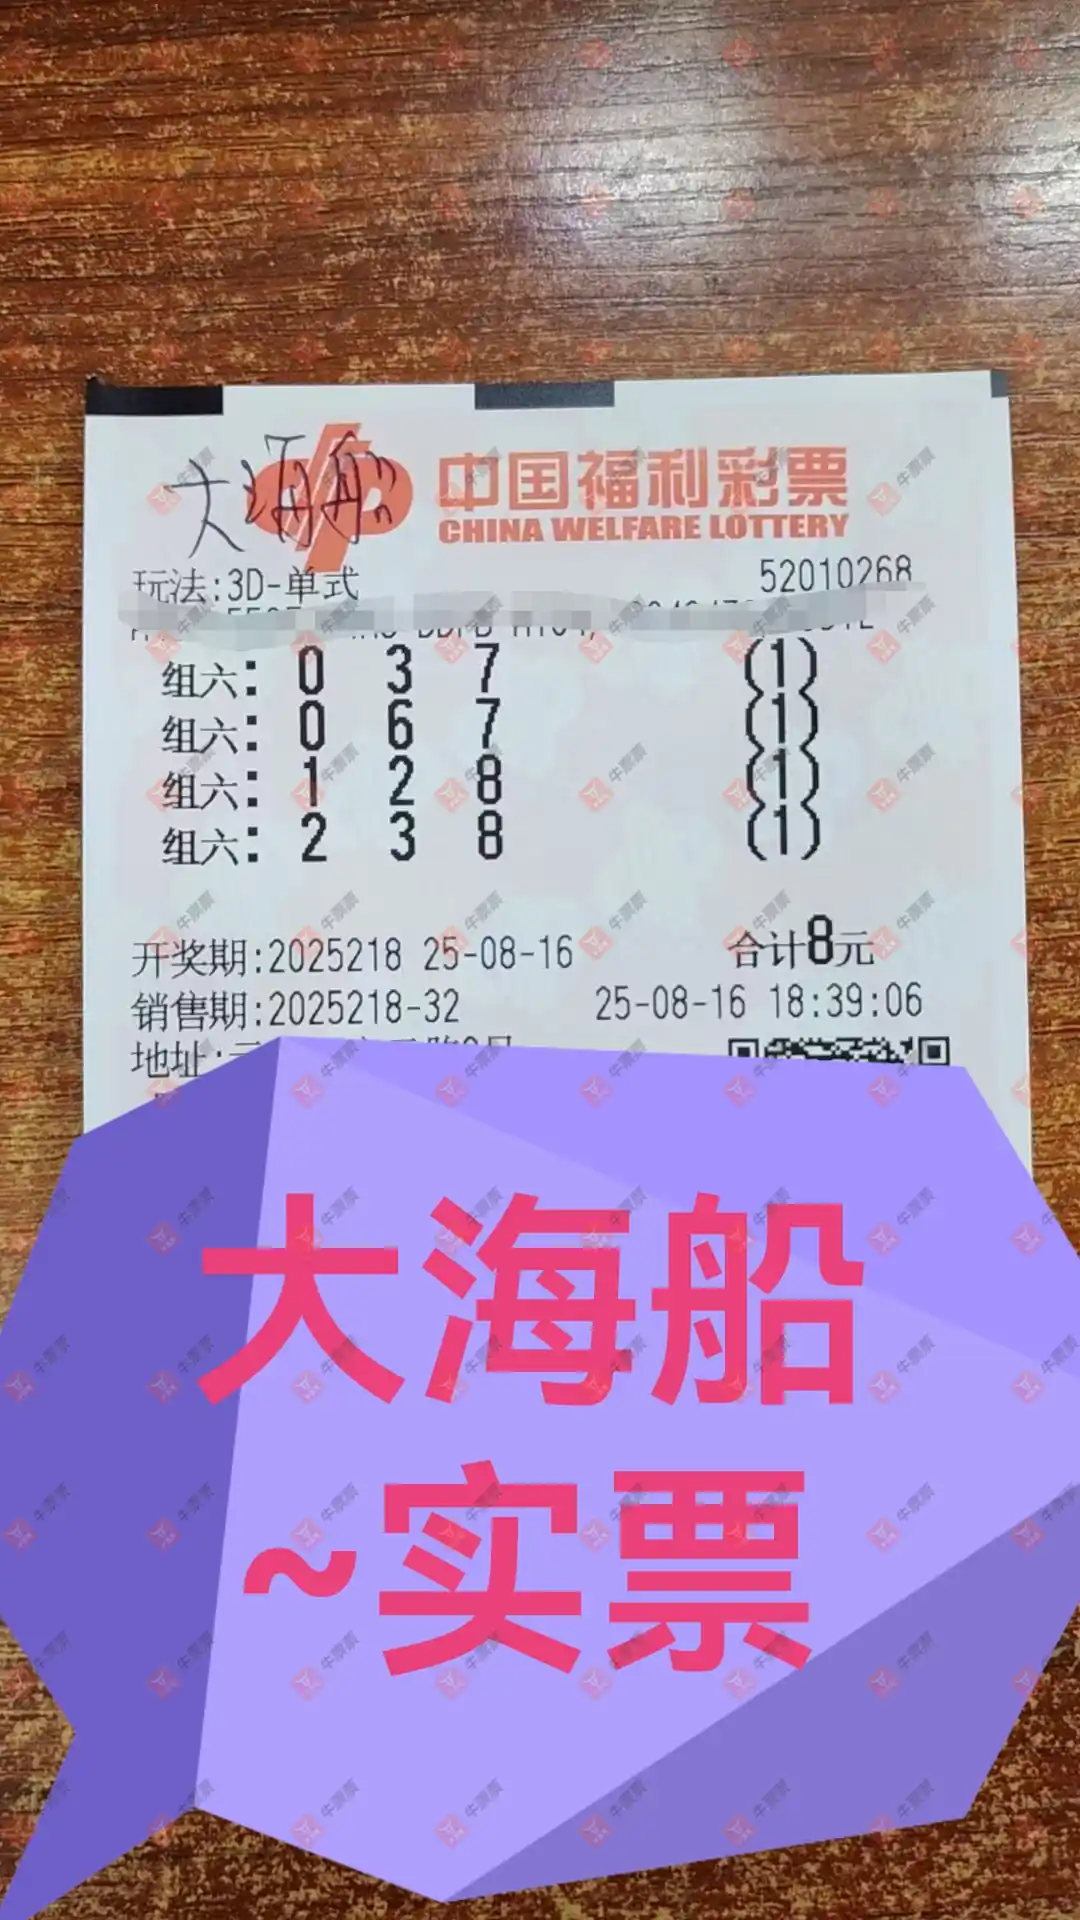 大海船
中国福利彩票
CHINA WELFARE LOTTERY
玩法:3D-单式 52010268
组六: 0 3 7 (1)
组六: 0 6 7 (1)
组六: 1 2 8 (1)
组六: 2 3 8 (1)
开奖期:2025218 25-08-16 合计8元
销售期:2025218-32 25-08-16 18:39:06
地址:
大海船
~实票